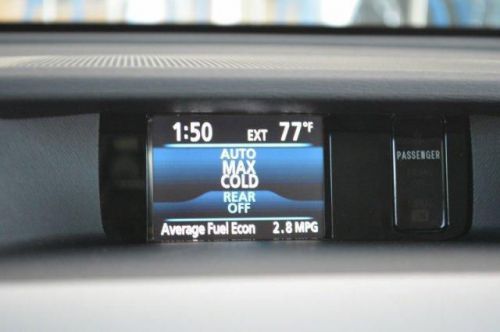 1:50 EXT 77°F
AUTO
MAX
COLD
REAR
OFF
Average Fuel Econ 2.8 MPG
PASSENGER